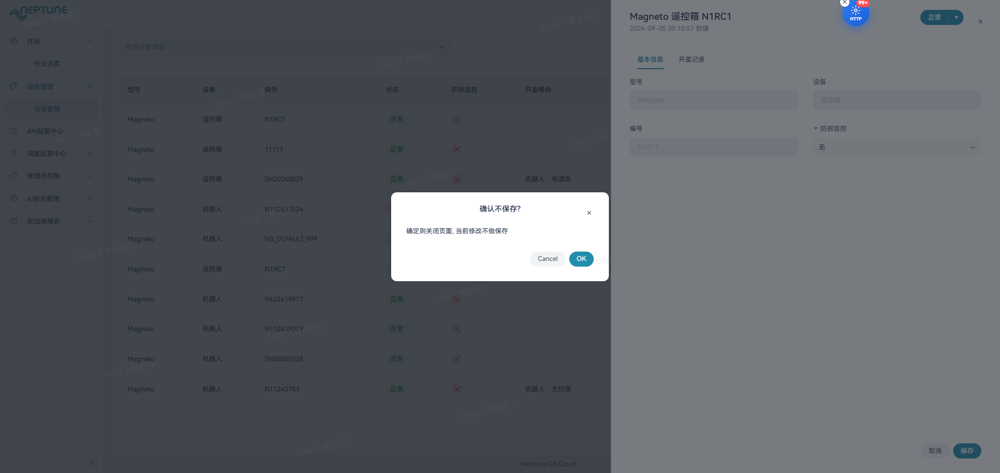 NEPTUNE
作业
作业设置
设备管理
设备管理
AM配置中心
调度配置中心
管理员权限
AI报告管理
新加坡展会
筛选开盖模块
型号 设备 编号 状态 防拆监控 开盖模块
Magneto 遥控箱 N1RC1 正常
Magneto 遥控箱 11111 正常
Magneto 遥控箱 SN20240829 正常 机器人 - 电源盒
Magneto 机器人 N112437024
Magneto 机器人 NB_DEFAULT_999
Magneto 遥控箱 N1RC7
Magneto 机器人 N622419017 正常
Magneto 机器人 N112419009 正常
Magneto 机器人 SN00000028 正常
Magneto 机器人 N11243703 正常 机器人 - 主控盒
Neptune OS Cloud
确认不保存?
确定则关闭页面, 当前修改不做保存
Cancel OK
Magneto 遥控箱 N1RC1
2024-09-05 20:10:57 创建
99+
HTTP
正常
基本信息 开盖记录
型号 设备
Magneto 遥控箱
编号 * 防拆监控
N1RC1 无
取消 保存